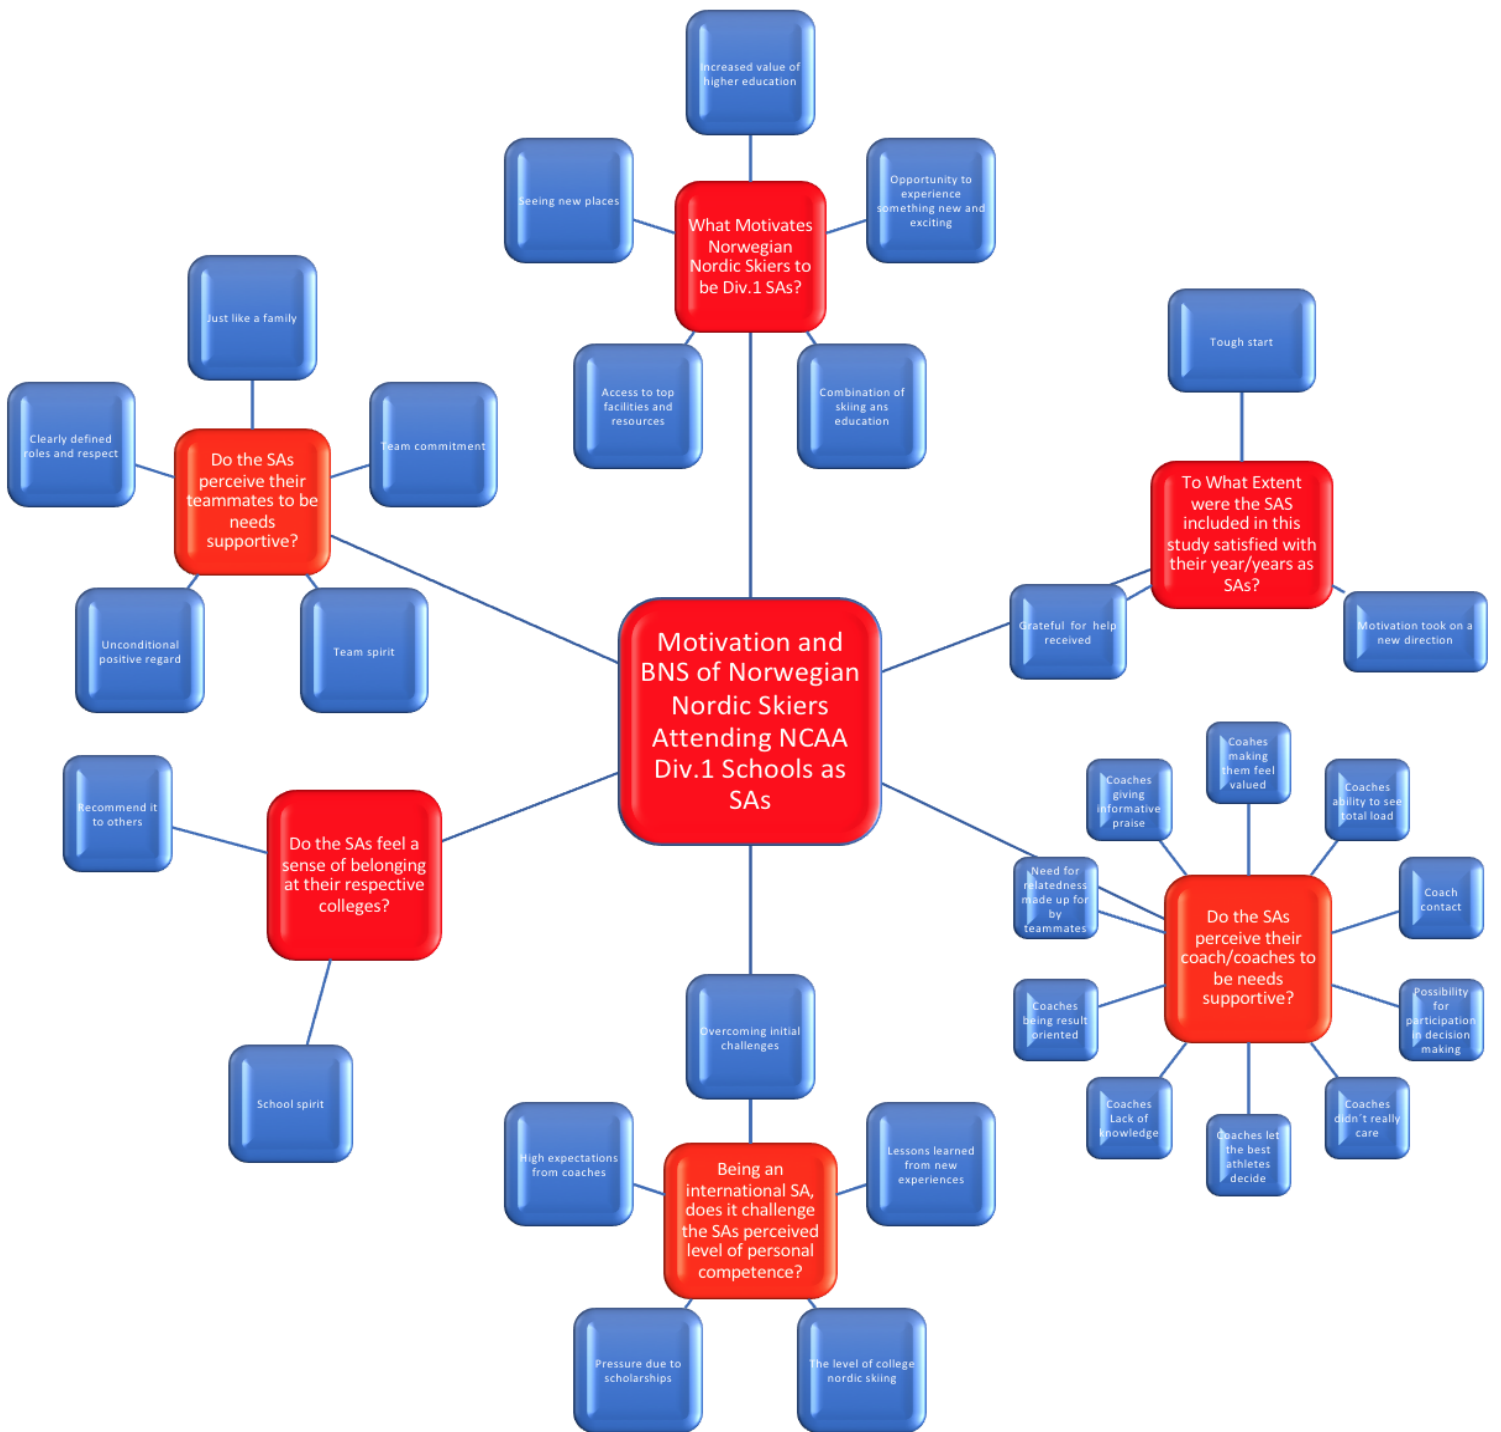 Increased value of
higher education
Seeing new places
Opportunity to
experience
something new and
exciting
What Motivates
Norwegian
Nordic Skiers to
be Div.1 SAs?
Access to top
facilities and
resources
Combination of
skiing ans
education
Just like a family
Clearly defined
roles and respect
Team commitment
Do the SAs
perceive their
teammates to be
needs
supportive?
Unconditional
positive regard
Team spirit
Tough start
To What Extent
were the SAS
included in this
study satisfied with
their year/years as
SAs?
Grateful for help
received
Motivation took on a
new direction
Motivation and
BNS of Norwegian
Nordic Skiers
Attending NCAA
Div.1 Schools as
SAs
Recommend it
to others
Do the SAs feel a
sense of belonging
at their respective
colleges?
School spirit
Coahes
making
them feel
valued
Coaches
giving
informative
praise
Coaches
ability to see
total load
Need for
relatedness
made up for
by
teammates
Coach
contact
Do the SAs
perceive their
coach/coaches to
be needs
supportive?
Coaches
being result
oriented
Possibility
for
participation
in decision
making
Coaches
Lack of
knowledge
Coaches let
the best
athletes
decide
Coaches
didn´t really
care
Overcoming initial
challenges
High expectations
from coaches
Lessons learned
from new
experiences
Being an
international SA,
does it challenge
the SAs perceived
level of personal
competence?
Pressure due to
scholarships
The level of college
nordic skiing